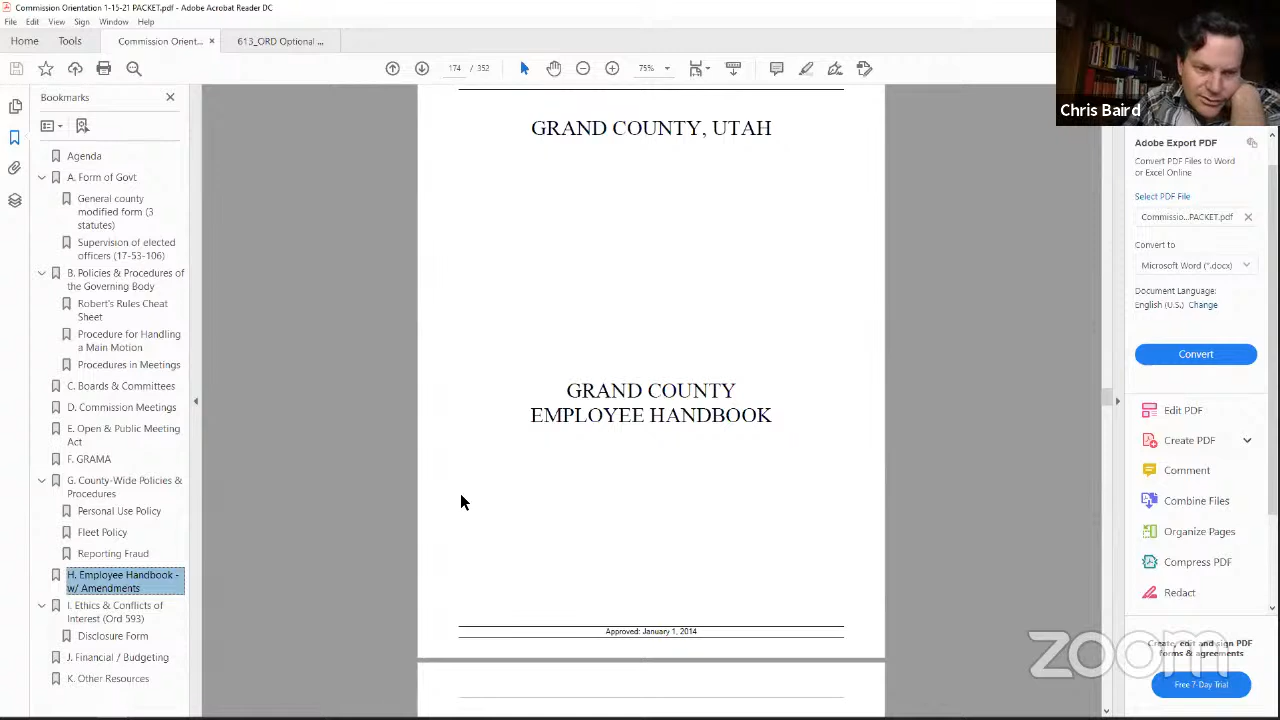 Commission Orientation 1-15-21 PACKET.pdf - Adobe Acrobat Reader DC
File Edit View Sign Window Help
Home Tools Commission Orient... × 613_ORD Optional ...
174 / 352 75%
Bookmarks ×
Agenda
A. Form of Govt
General county
modified form (3
statutes)
Supervision of elected
officers (17-53-106)
B. Policies & Procedures of
the Governing Body
Robert's Rules Cheat
Sheet
Procedure for Handling
a Main Motion
Procedures in Meetings
C. Boards & Committees
D. Commission Meetings
E. Open & Public Meeting
Act
F. GRAMA
G. County-Wide Policies &
Procedures
Personal Use Policy
Fleet Policy
Reporting Fraud
H. Employee Handbook -
w/ Amendments
I. Ethics & Conflicts of
Interest (Ord 593)
Disclosure Form
J. Financial / Budgeting
K. Other Resources
GRAND COUNTY, UTAH
GRAND COUNTY
EMPLOYEE HANDBOOK
Approved: January 1, 2014
Chris Baird
Adobe Export PDF
Convert PDF Files to Word
or Excel Online
Select PDF File
Commissio...PACKET.pdf ×
Convert to
Microsoft Word (*.docx)
Document Language:
English (U.S.) Change
Convert
Edit PDF
Create PDF
Comment
Combine Files
Organize Pages
Compress PDF
Redact
Create, edit and sign PDF
forms & agreements
Free 7-Day Trial
zoom